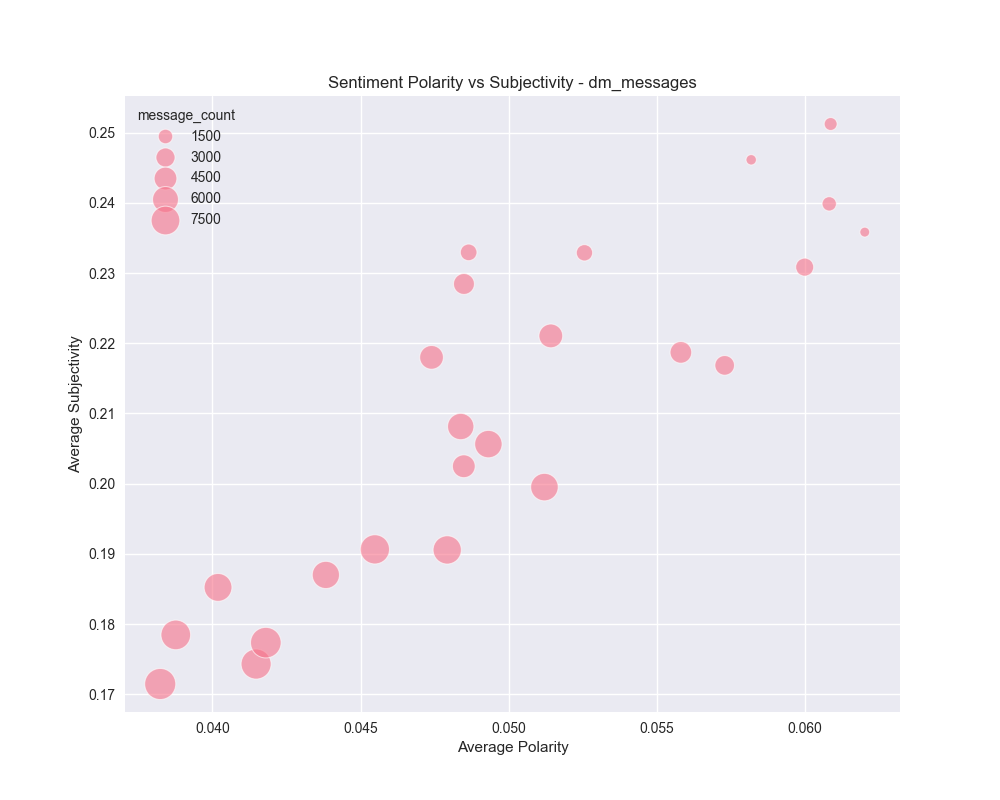 Sentiment Polarity vs Subjectivity - dm_messages
message_count
1500
3000
4500
6000
7500
0.25
0.24
0.23
0.22
0.21
0.20
0.19
0.18
0.17
Average Subjectivity
0.040 0.045 0.050 0.055 0.060
Average Polarity